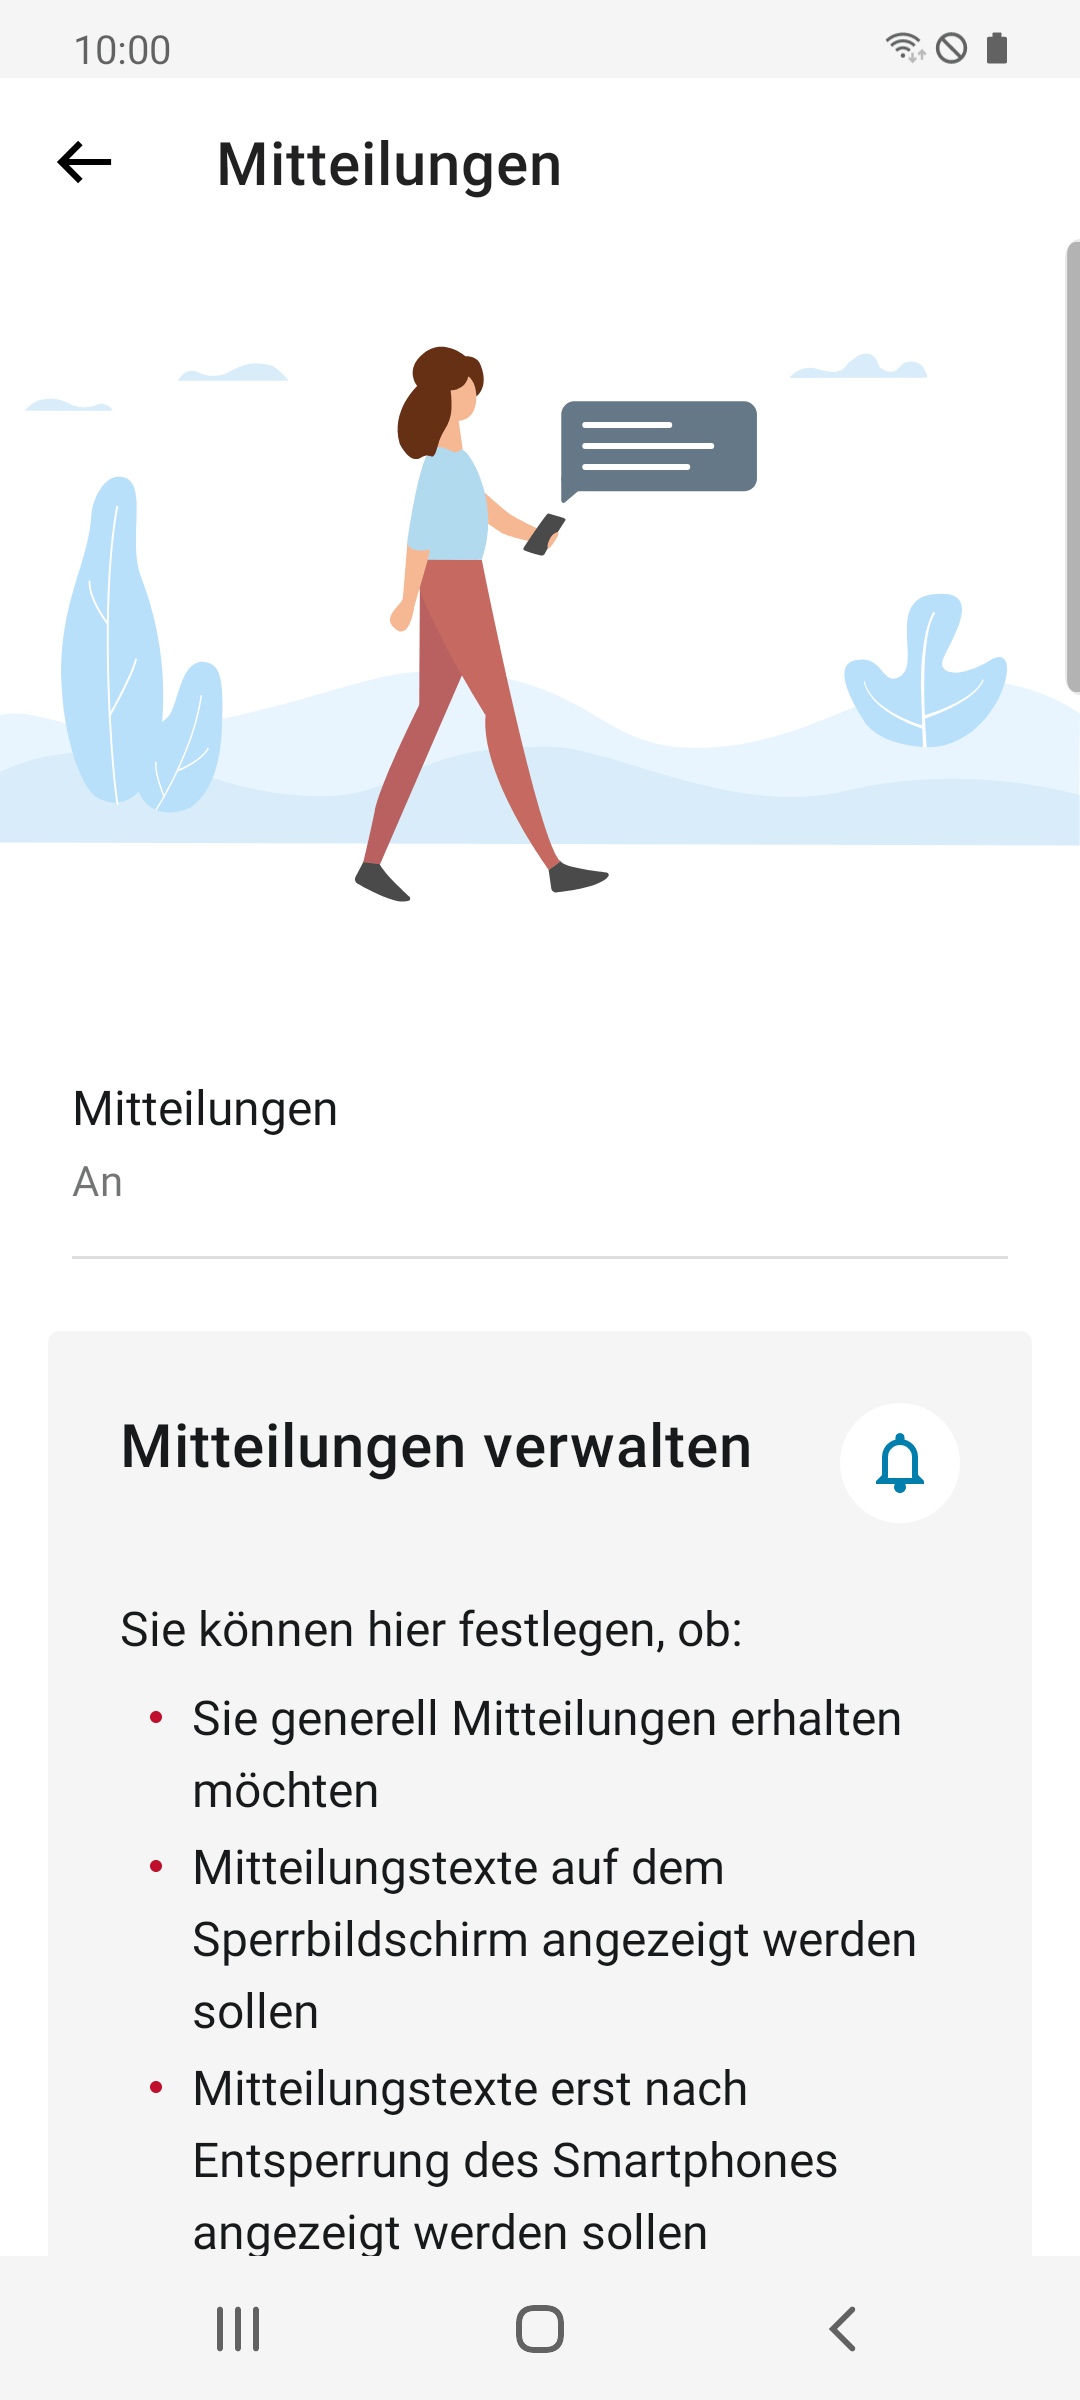 10:00
Mitteilungen
Mitteilungen
An
Mitteilungen verwalten
Sie können hier festlegen, ob:
• Sie generell Mitteilungen erhalten
möchten
• Mitteilungstexte auf dem
Sperrbildschirm angezeigt werden
sollen
• Mitteilungstexte erst nach
Entsperrung des Smartphones
angezeigt werden sollen